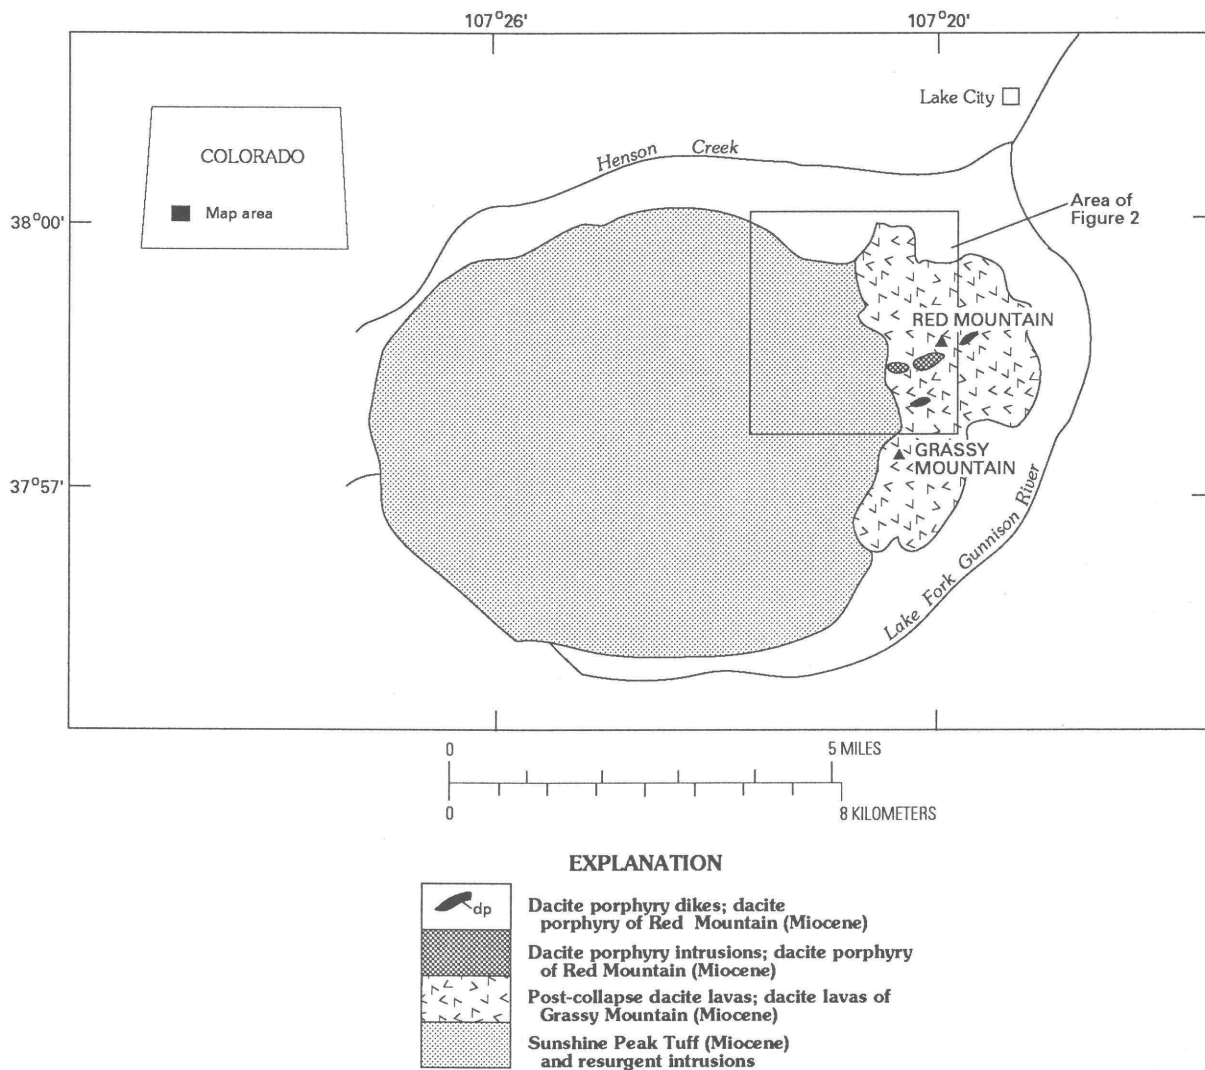 107°26'
107°20'
Lake City
COLORADO
Map area
Henson Creek
38°00'
Area of
Figure 2
RED MOUNTAIN
GRASSY
MOUNTAIN
37°57'
Lake Fork Gunnison River
0
5 MILES
0
8 KILOMETERS
EXPLANATION
dp
Dacite porphyry dikes; dacite
porphyry of Red Mountain (Miocene)
Dacite porphyry intrusions; dacite porphyry
of Red Mountain (Miocene)
Post-collapse dacite lavas; dacite lavas of
Grassy Mountain (Miocene)
Sunshine Peak Tuff (Miocene)
and resurgent intrusions